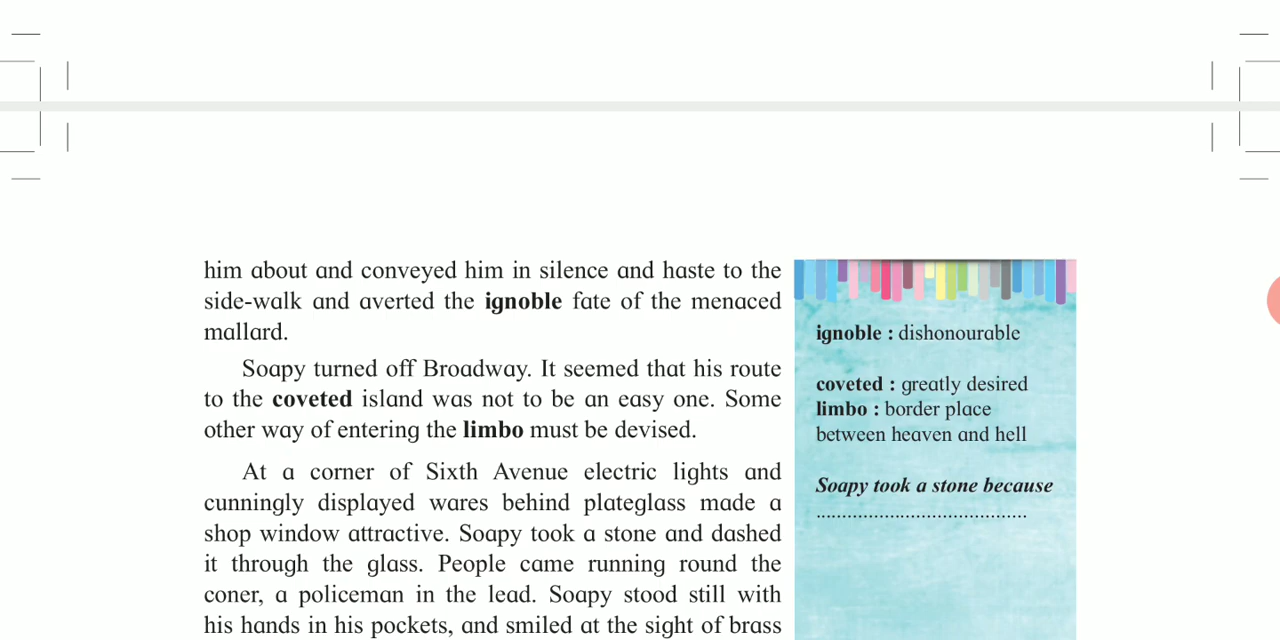 him about and conveyed him in silence and haste to the
side-walk and averted the ignoble fate of the menaced
mallard.
Soapy turned off Broadway. It seemed that his route
to the coveted island was not to be an easy one. Some
other way of entering the limbo must be devised.
At a corner of Sixth Avenue electric lights and
cunningly displayed wares behind plateglass made a
shop window attractive. Soapy took a stone and dashed
it through the glass. People came running round the
coner, a policeman in the lead. Soapy stood still with
his hands in his pockets, and smiled at the sight of brass
ignoble : dishonourable
coveted : greatly desired
limbo : border place
between heaven and hell
Soapy took a stone because
.........................................